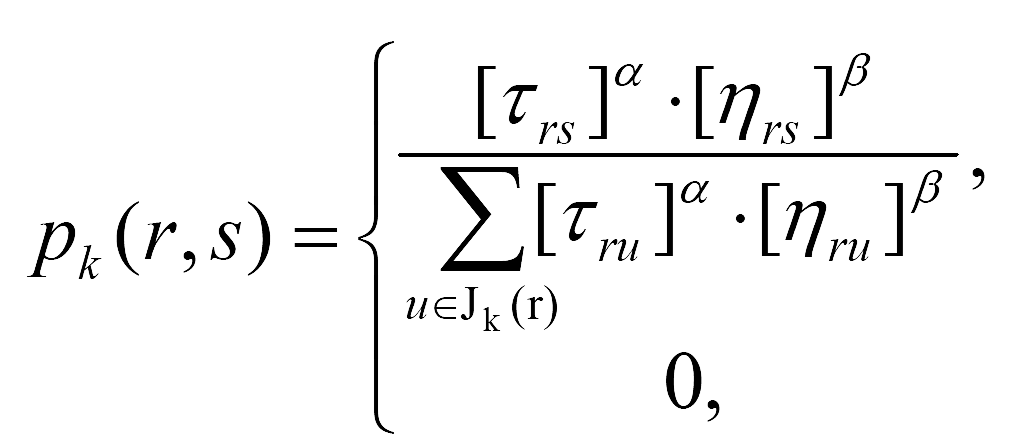 p_k(r,s) = { [τ_rs]^α · [η_rs]^β / ∑_{u∈J_k(r)} [τ_ru]^α · [η_ru]^β ,
0,